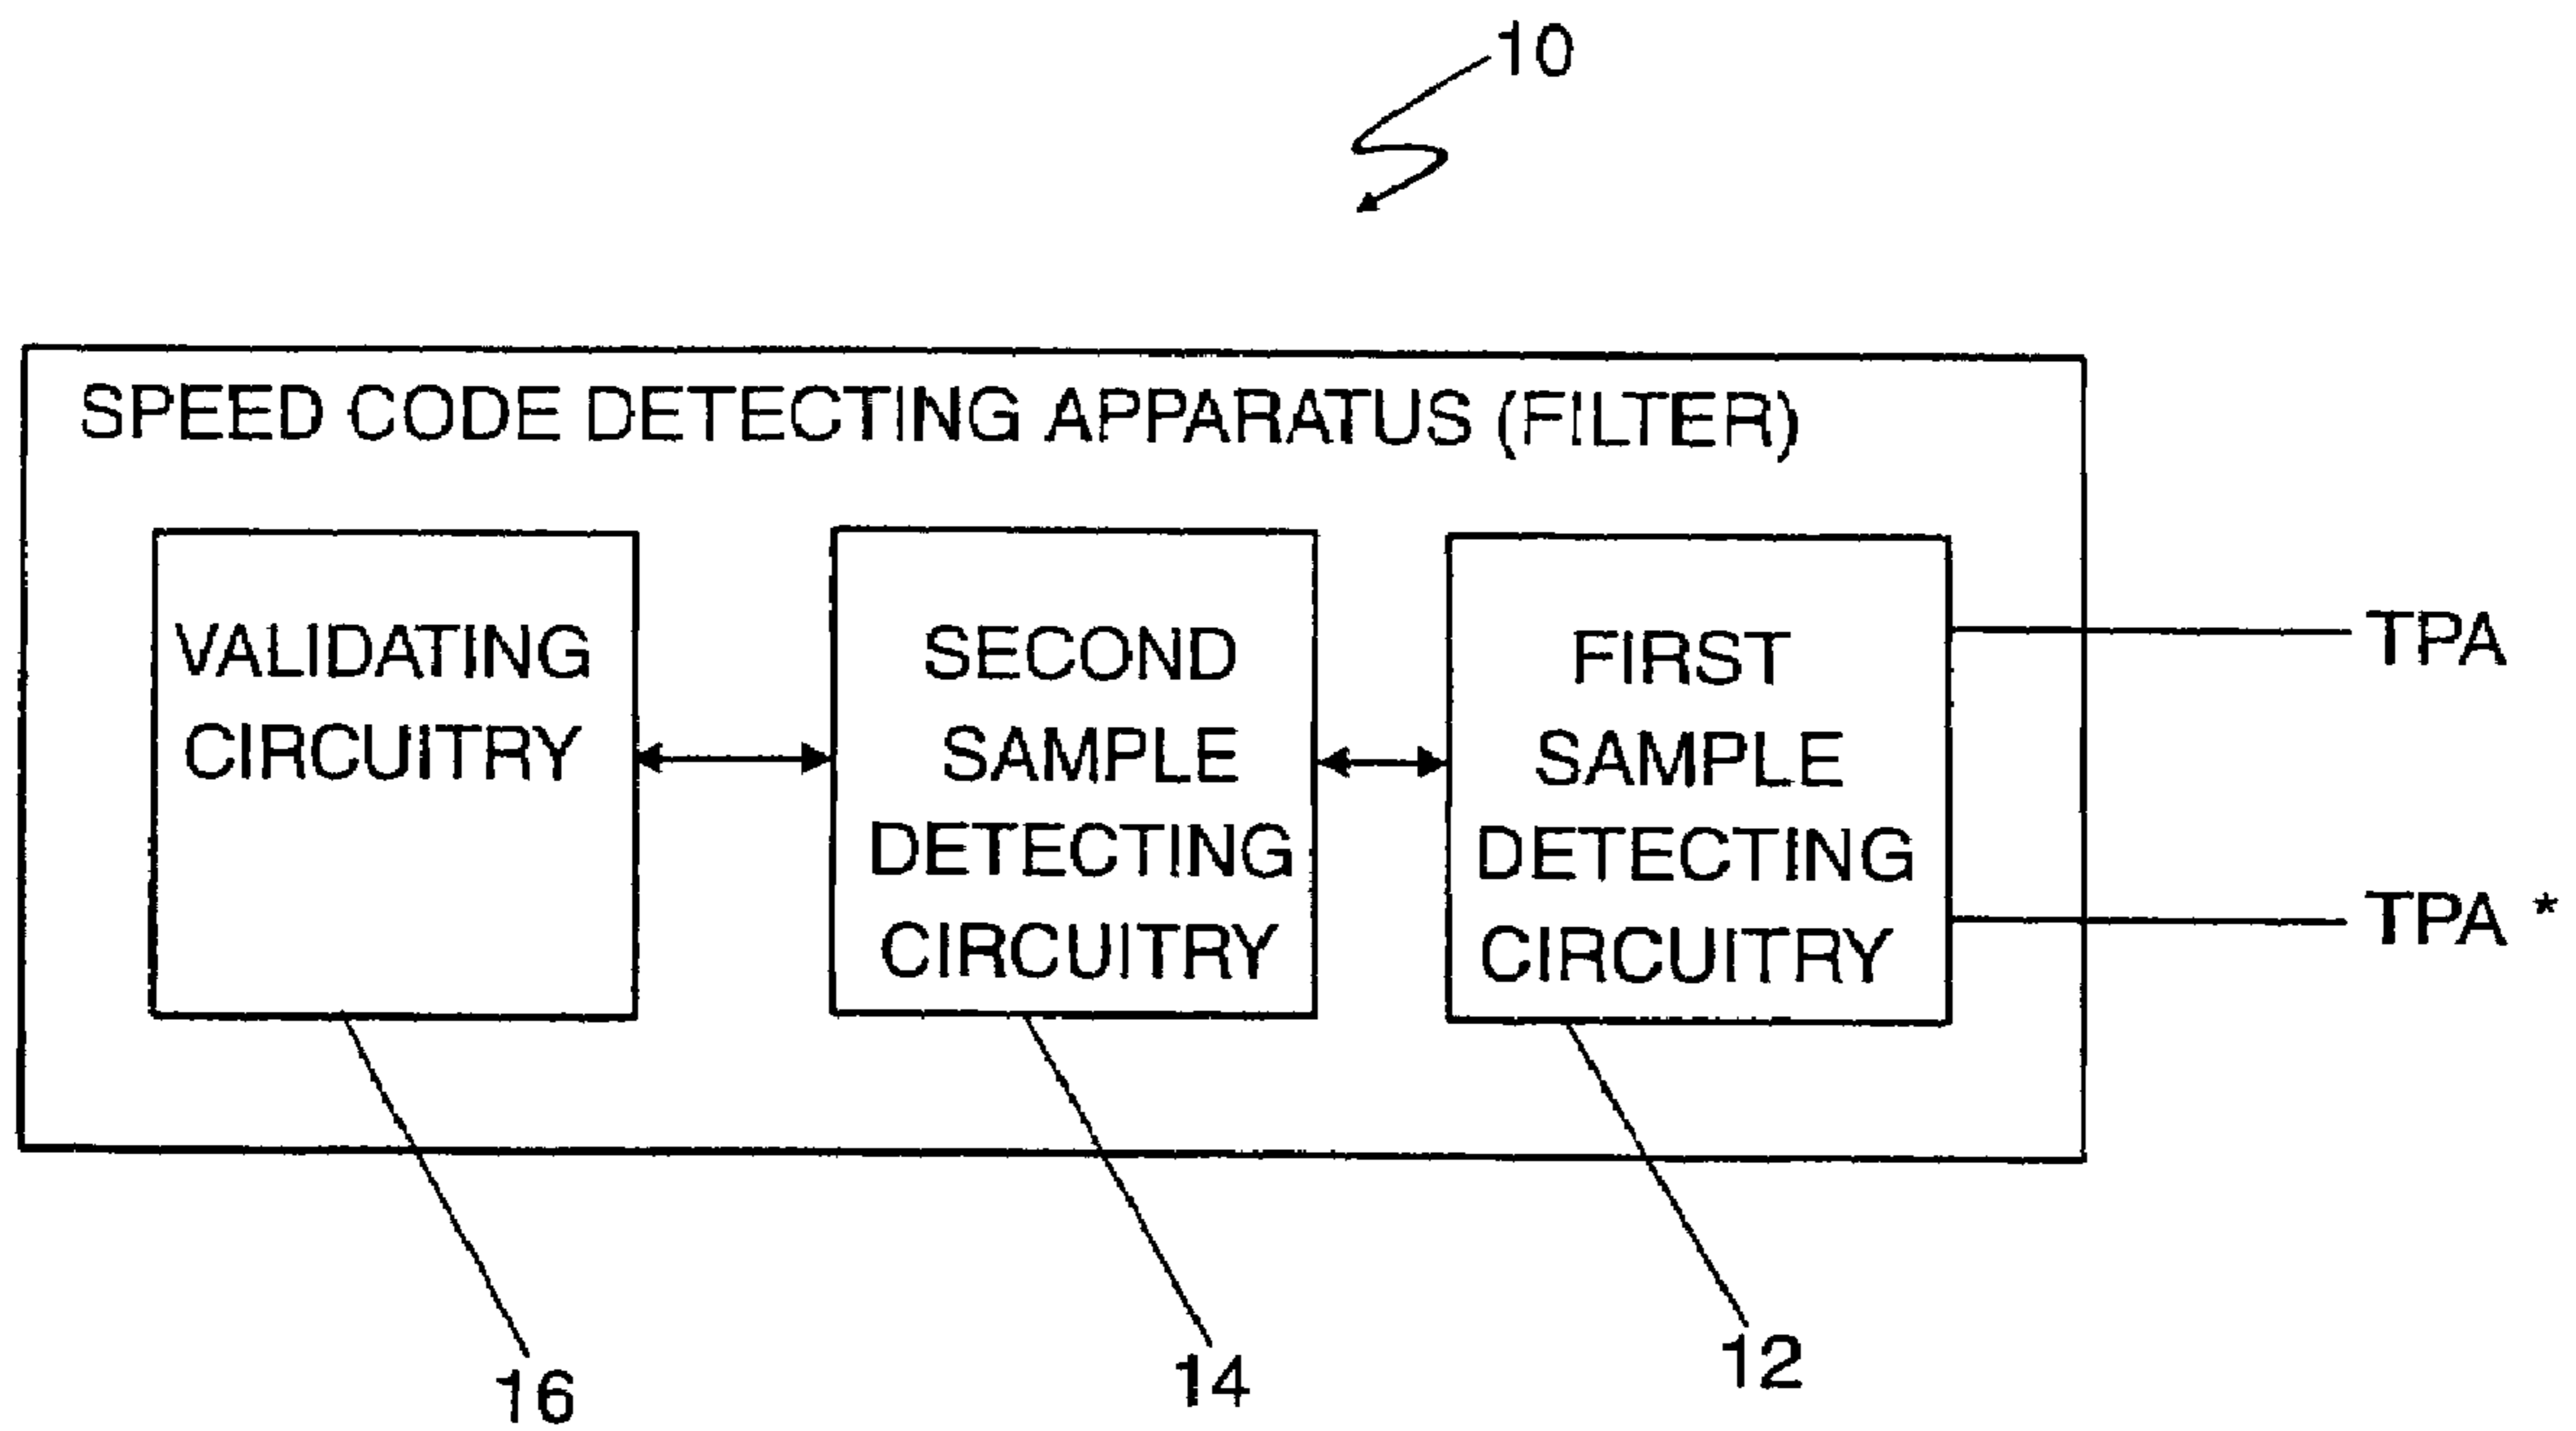 10
SPEED CODE DETECTING APPARATUS (FILTER)
VALIDATING
CIRCUITRY
SECOND
SAMPLE
DETECTING
CIRCUITRY
FIRST
SAMPLE
DETECTING
CIRCUITRY
TPA
TPA *
16
14
12